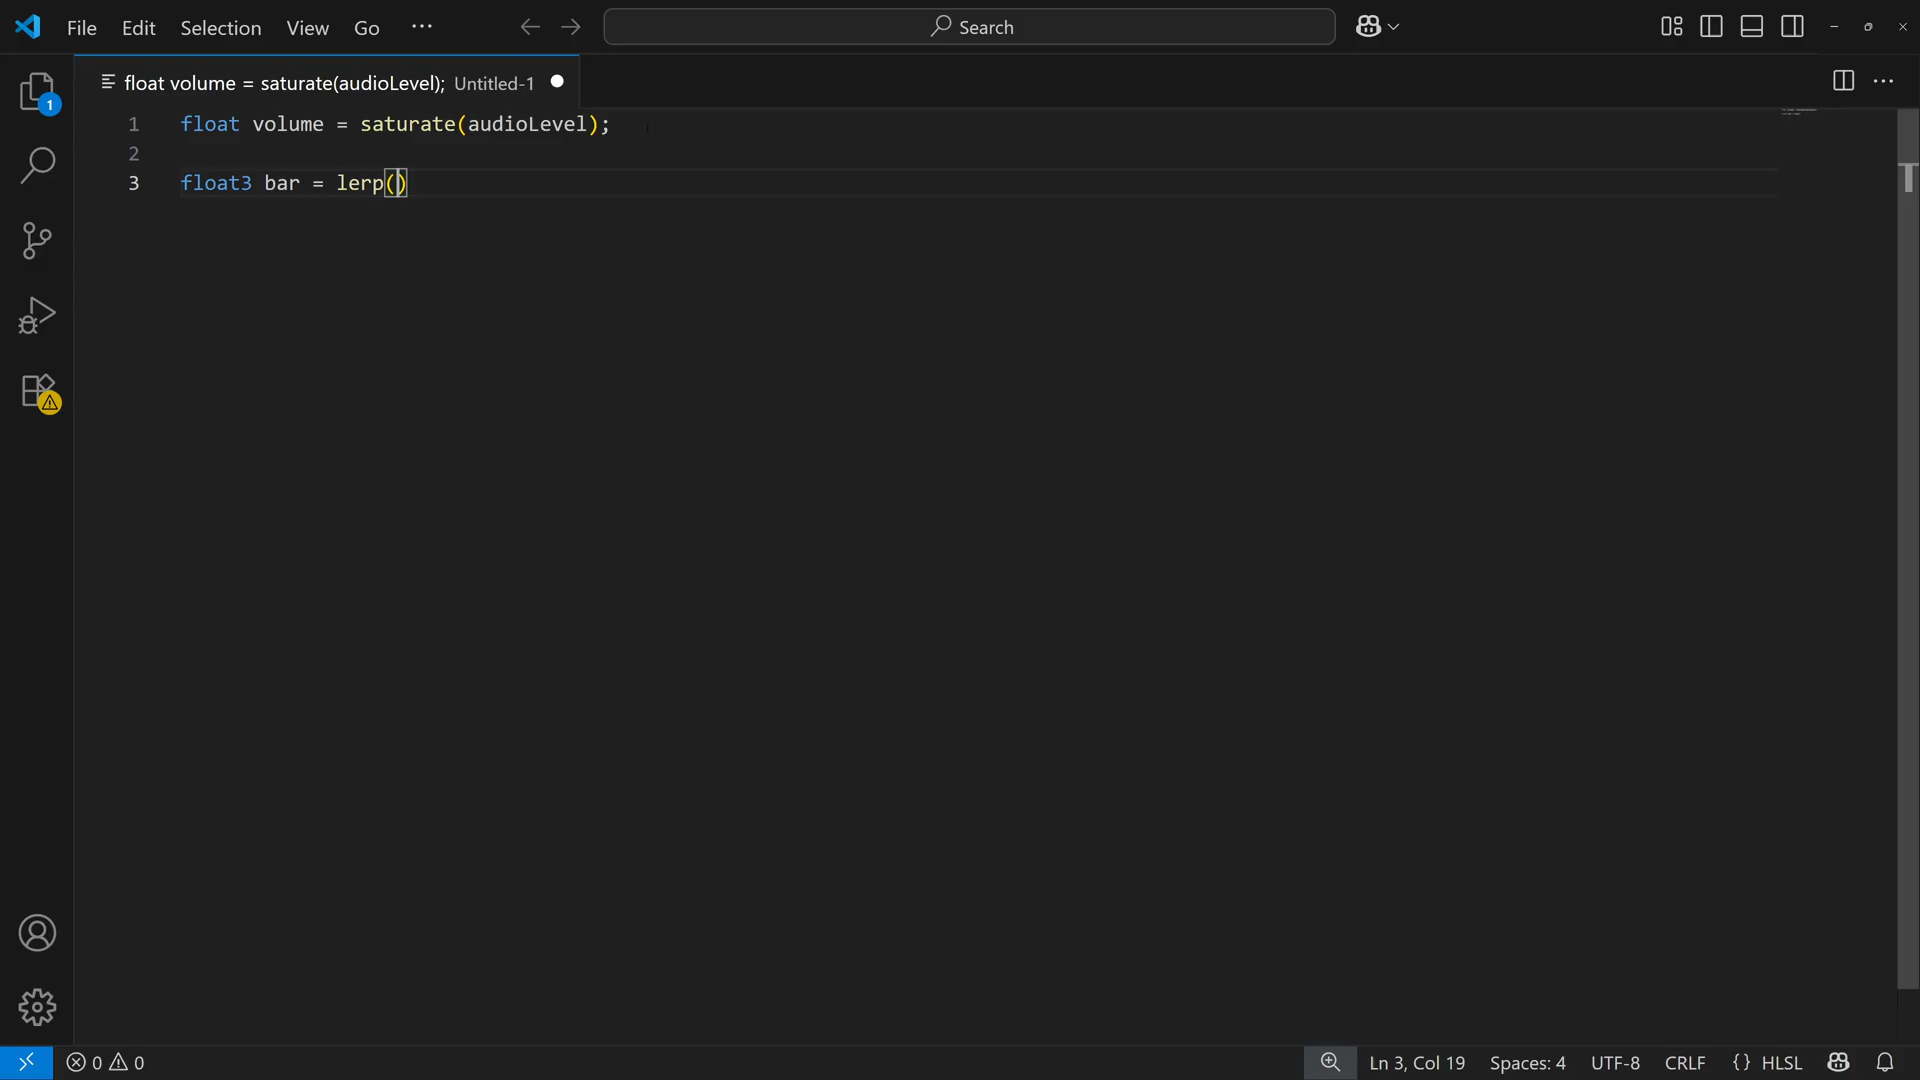 File Edit Selection View Go ··· Search
float volume = saturate(audioLevel); Untitled-1
1 float volume = saturate(audioLevel);
2
3 float3 bar = lerp()
1
0 0 Ln 3, Col 19 Spaces: 4 UTF-8 CRLF {} HLSL